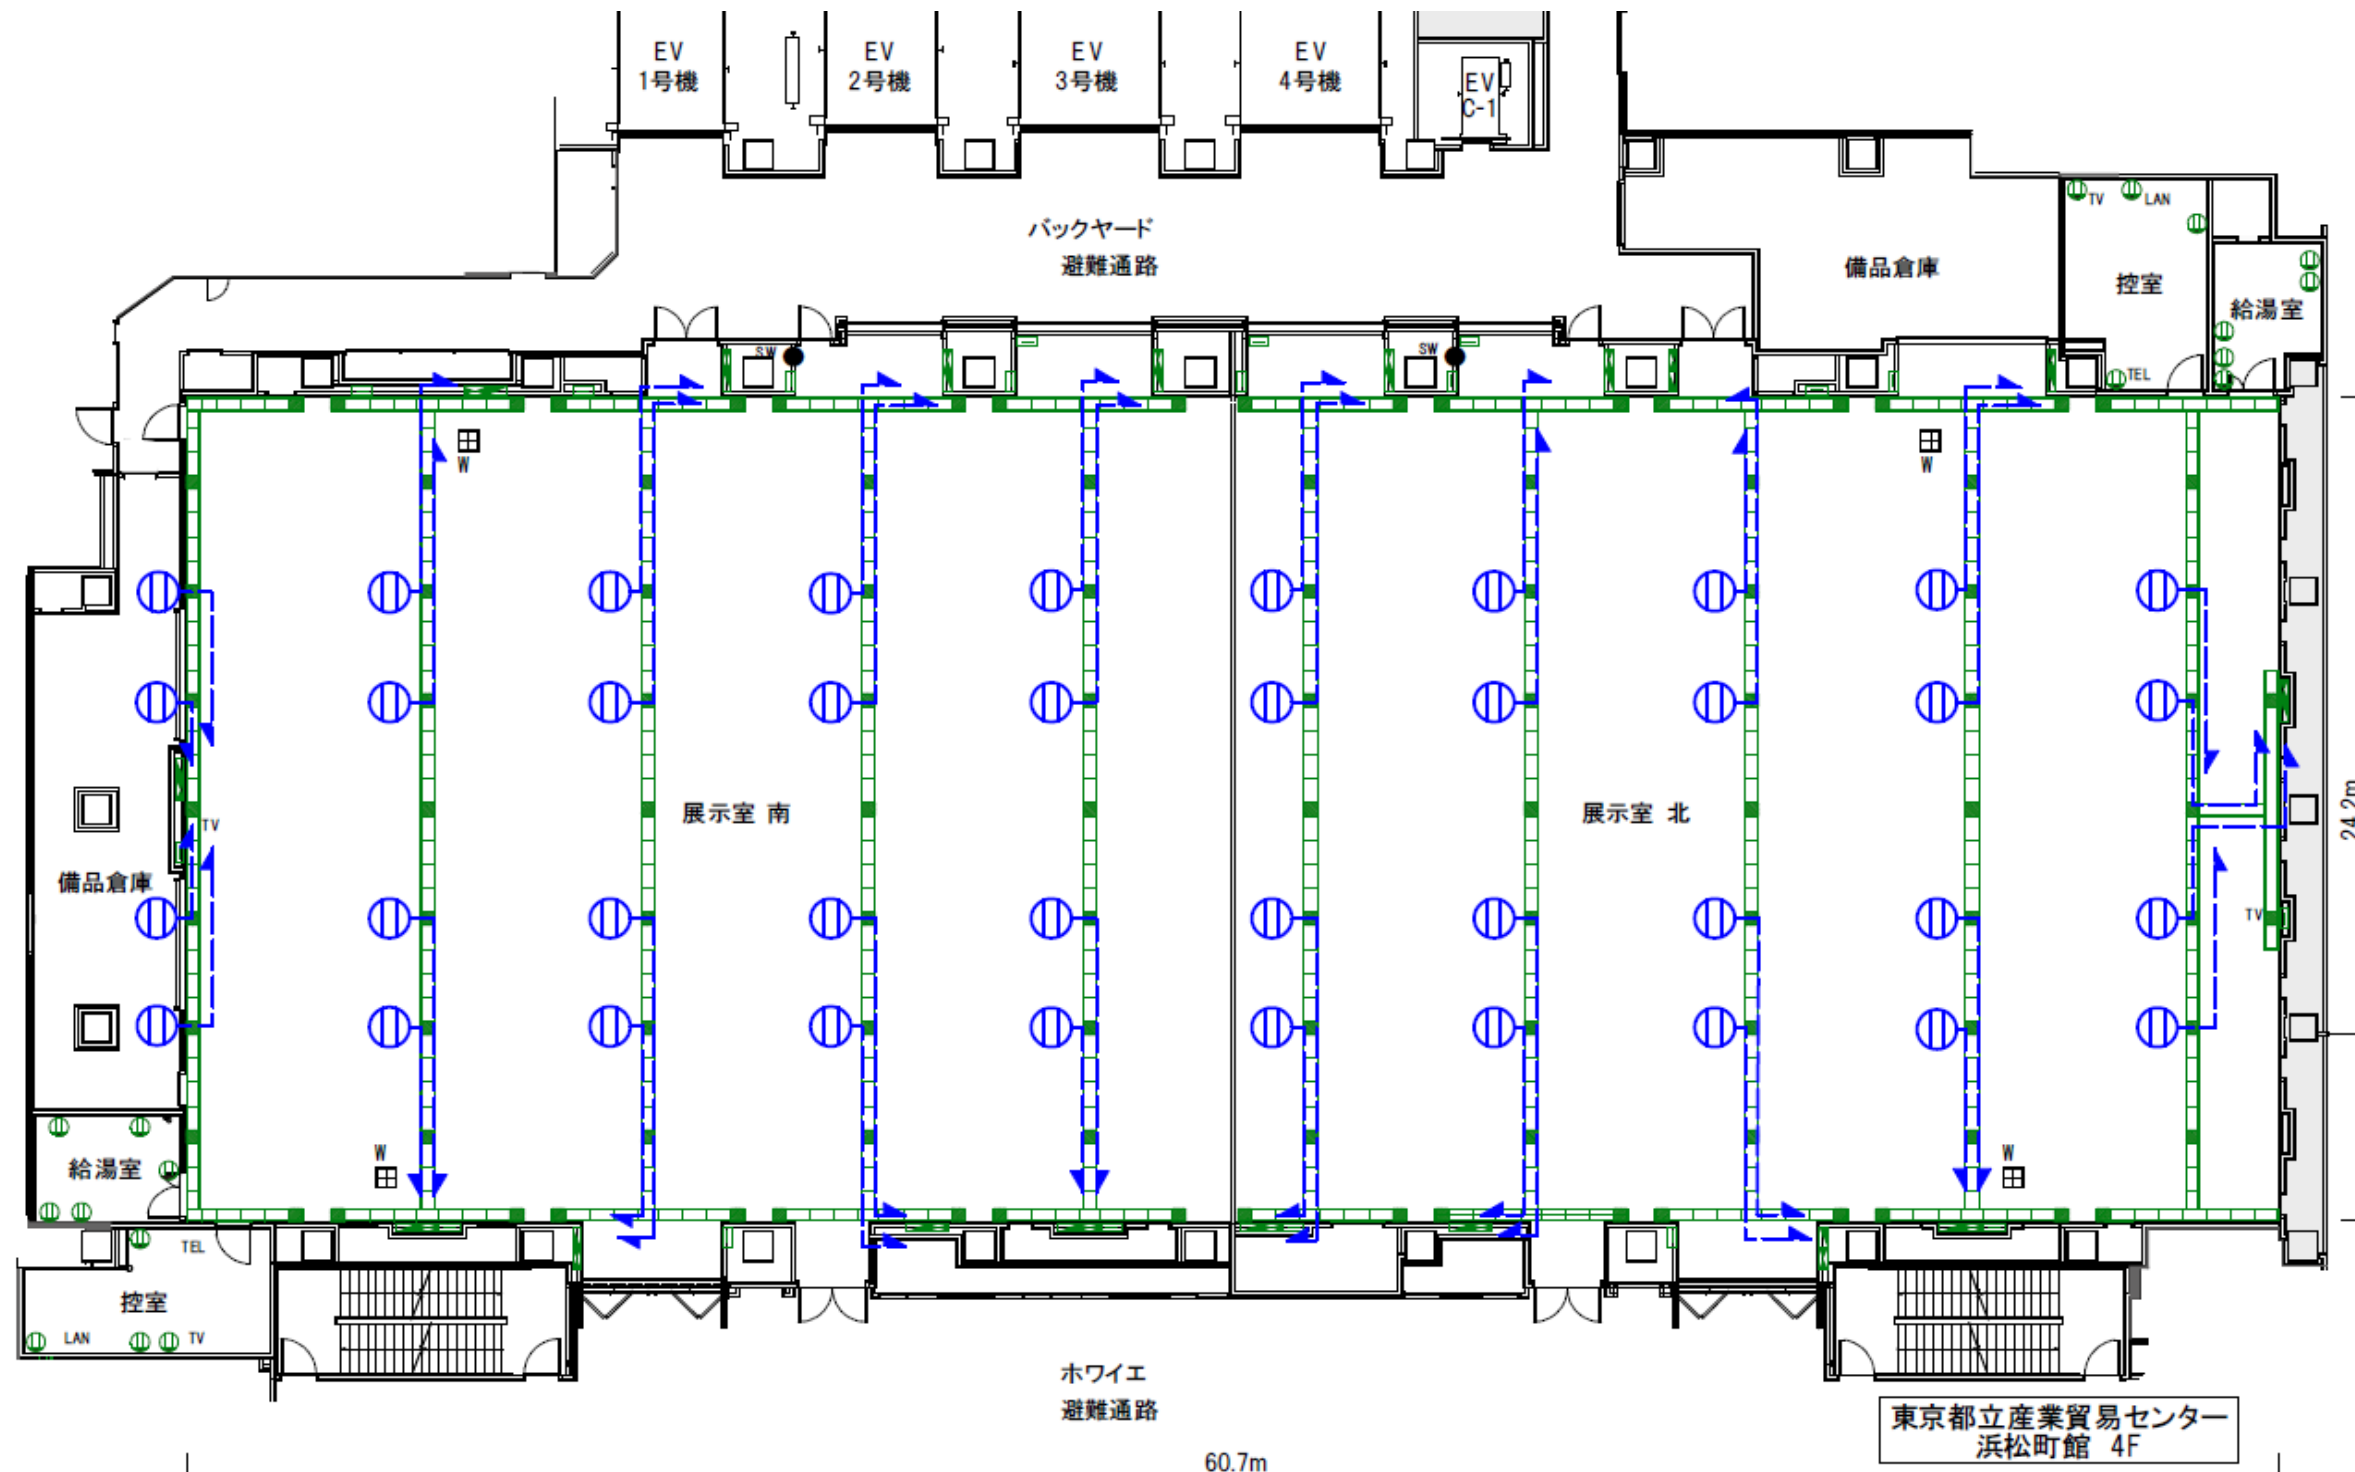 EV
1号機
EV
2号機
EV
3号機
EV
4号機
EV
C-1
バックヤード
避難通路
備品倉庫
TV
LAN
控室
給湯室
TEL
SW
SW
W
W
展示室 南
展示室 北
24.2m
TV
備品倉庫
TV
W
W
給湯室
TEL
控室
LAN
TV
ホワイエ
避難通路
東京都立産業貿易センター
浜松町館 4F
60.7m